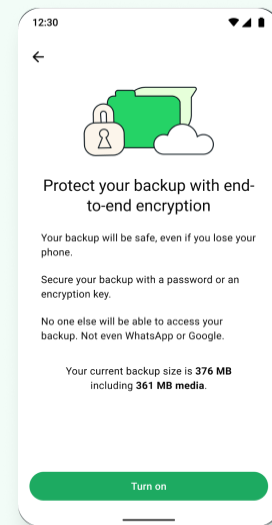 12:30
Protect your backup with end-
to-end encryption
Your backup will be safe, even if you lose your
phone.
Secure your backup with a password or an
encryption key.
No one else will be able to access your
backup. Not even WhatsApp or Google.
Your current backup size is 376 MB
including 361 MB media.
Turn on